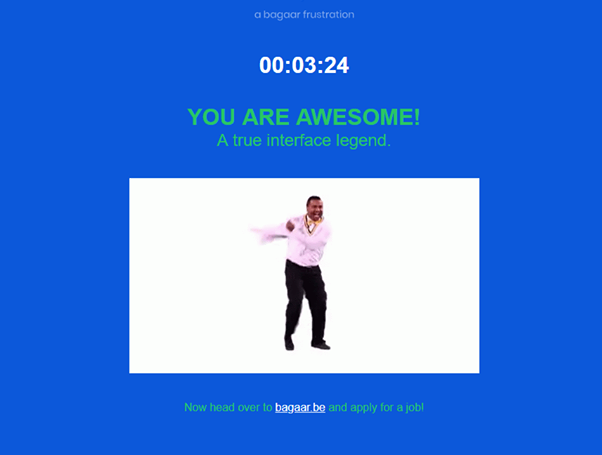 a bagaar frustration
00:03:24
YOU ARE AWESOME!
A true interface legend.
Now head over to bagaar.be and apply for a job!